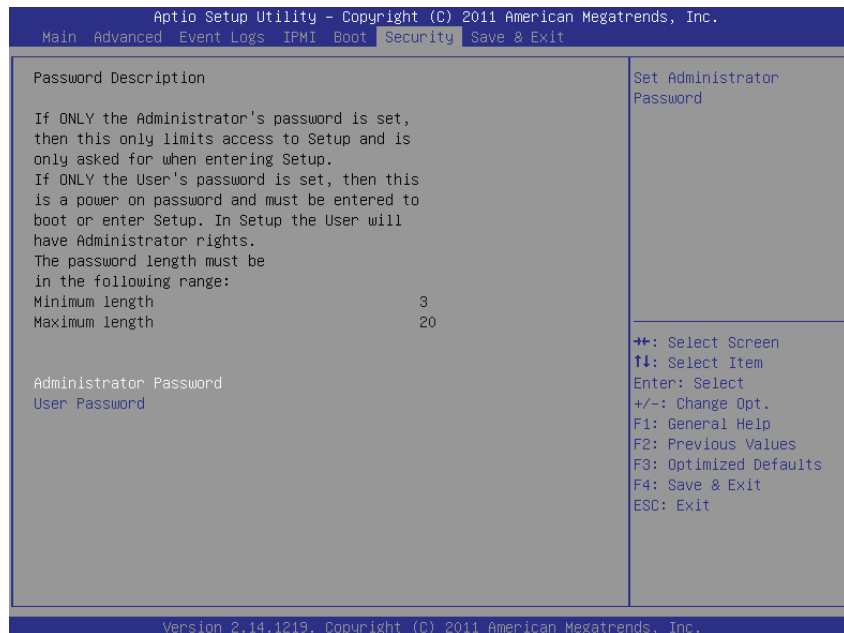 Aptio Setup Utility – Copyright (C) 2011 American Megatrends, Inc.
Main Advanced Event Logs IPMI Boot Security Save & Exit
Password Description
If ONLY the Administrator's password is set,
then this only limits access to Setup and is
only asked for when entering Setup.
If ONLY the User's password is set, then this
is a power on password and must be entered to
boot or enter Setup. In Setup the User will
have Administrator rights.
The password length must be
in the following range:
Minimum length 3
Maximum length 20
Administrator Password
User Password
Set Administrator
Password
→←: Select Screen
↑↓: Select Item
Enter: Select
+/-: Change Opt.
F1: General Help
F2: Previous Values
F3: Optimized Defaults
F4: Save & Exit
ESC: Exit
Version 2.14.1219. Copyright (C) 2011 American Megatrends, Inc.